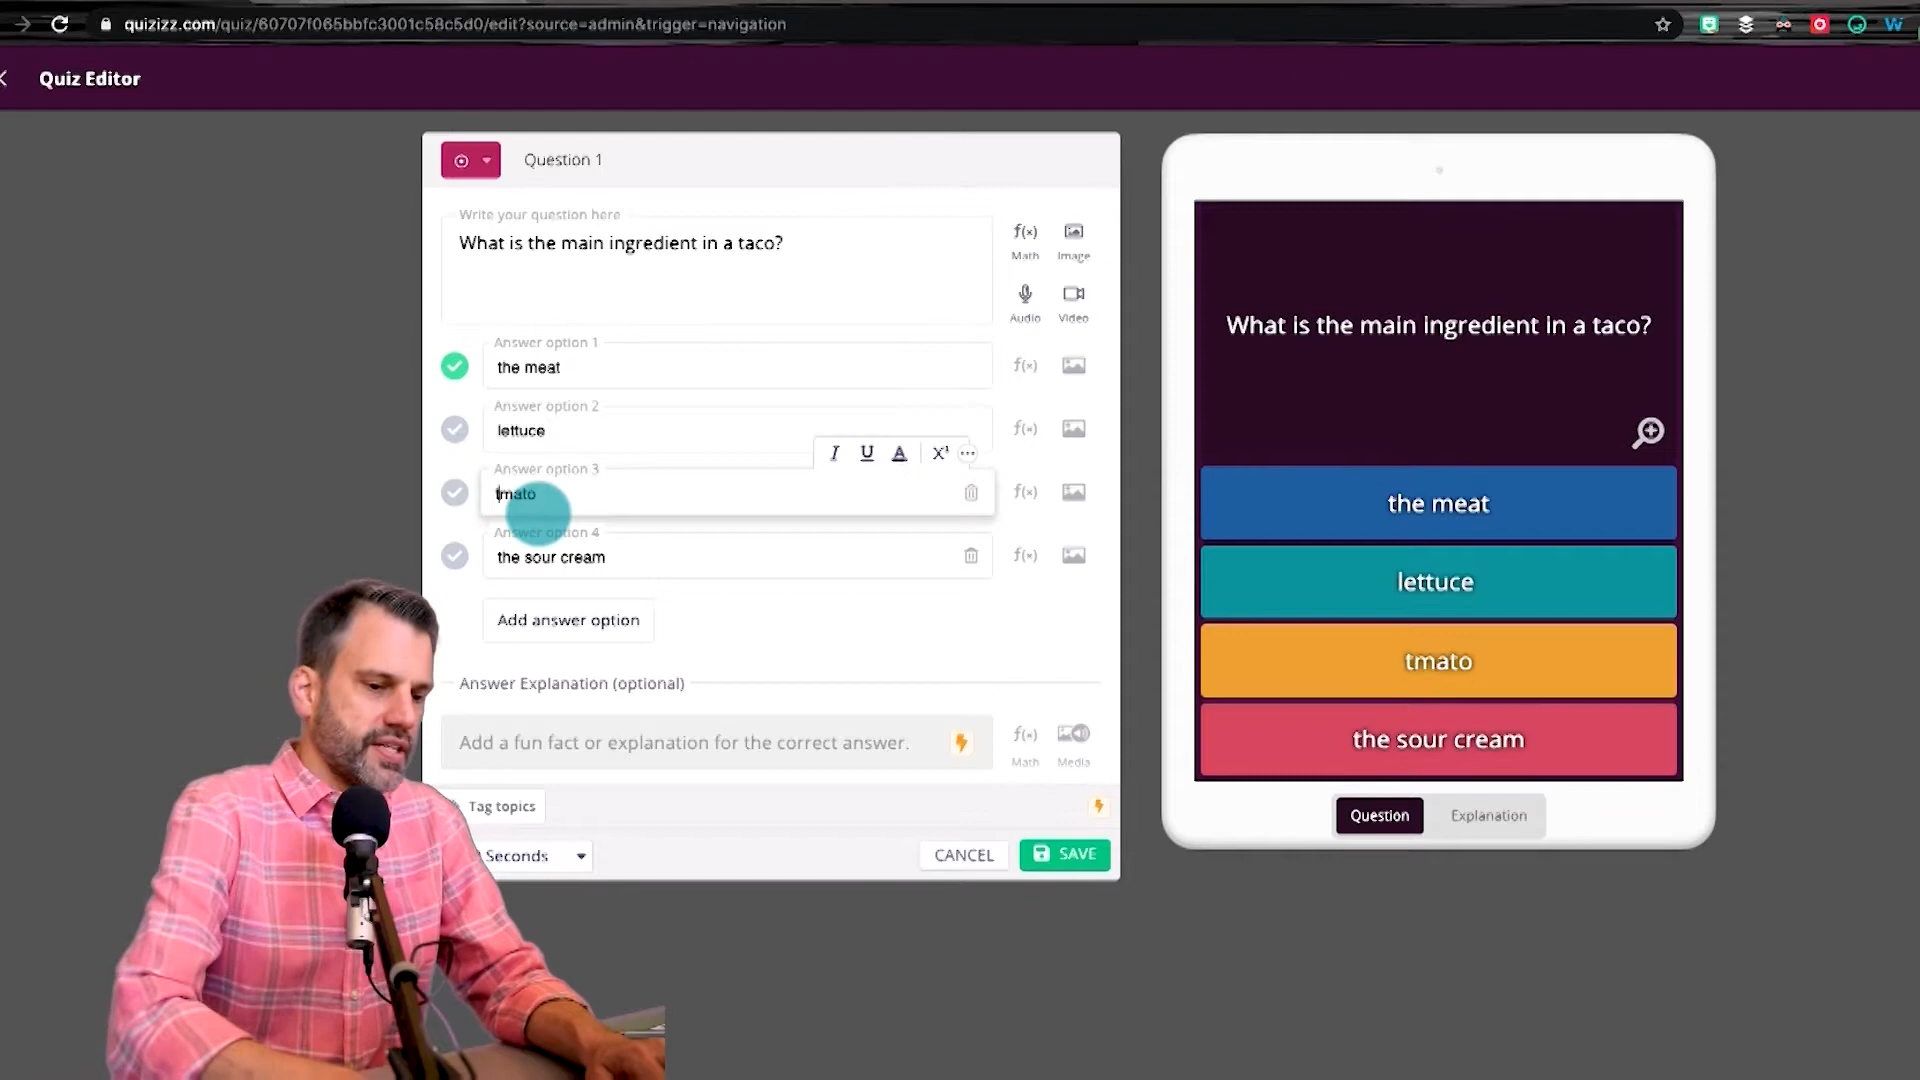 quizizz.com/quiz/60707f065bbfc3001c58c5d0/edit?source=admin&trigger=navigation
Quiz Editor
Question 1
Write your question here
What is the main ingredient in a taco?
f(x)
Math
Image
Audio
Video
Answer option 1
the meat
f(x)
Answer option 2
lettuce
f(x)
I U A X¹ ...
Answer option 3
tmato
f(x)
Answer option 4
the sour cream
f(x)
Add answer option
Answer Explanation (optional)
Add a fun fact or explanation for the correct answer.
f(x)
Math
Media
Tag topics
Seconds
CANCEL
SAVE
What is the main ingredient in a taco?
the meat
lettuce
tmato
the sour cream
Question
Explanation